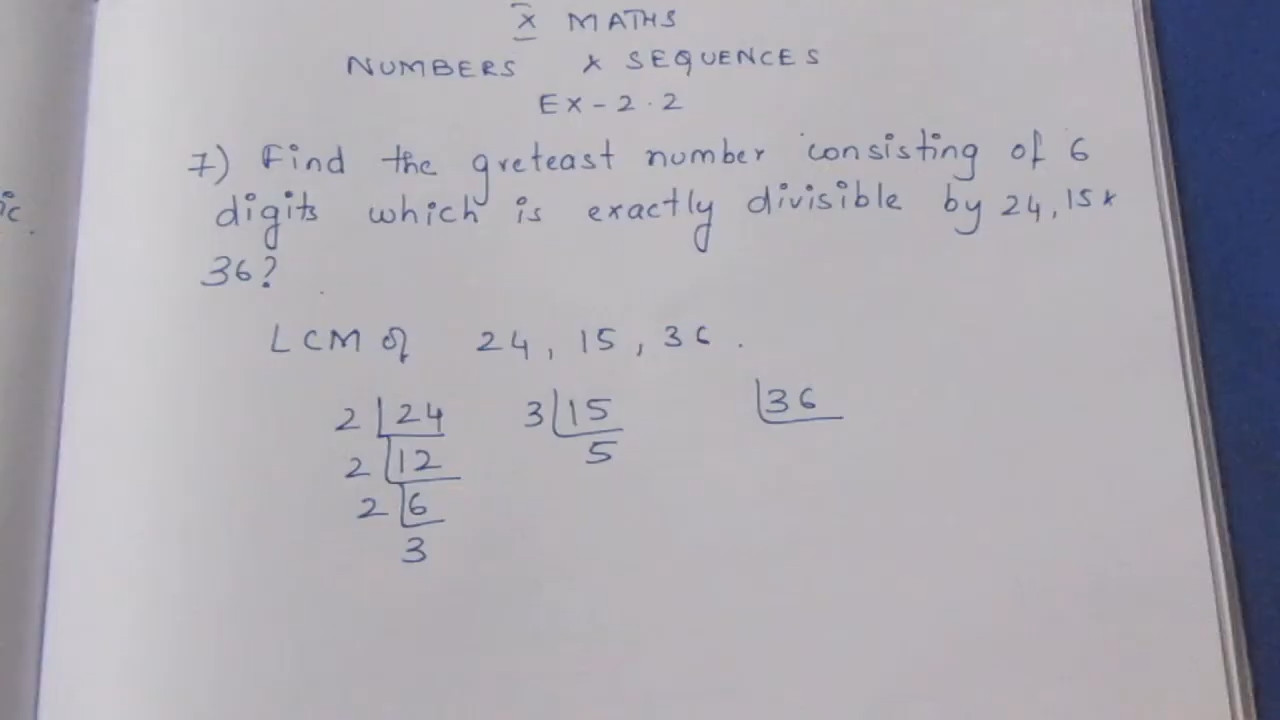 X MATHS
NUMBERS & SEQUENCES
EX-2.2
7) Find the greteast number consisting of 6
digits which is exactly divisible by 24, 15 &
36?
LCM of 24, 15, 36.
2 24 3 15 36
2 12 5
2 6
3
ic.